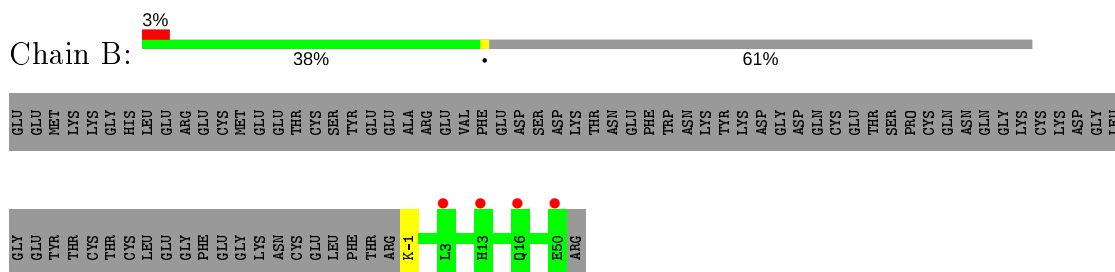 3%
Chain B:
38%
•
61%
GLU GLU MET LYS LYS GLY HIS LEU GLU ARG GLU CYS MET GLU GLU THR CYS SER TYR GLU GLU ALA ARG GLU VAL PHE GLU ASP SER ASP LYS THR ASN GLU PHE TRP ASN LYS TYR LYS ASP GLY ASP GLN CYS GLU THR SER PRO CYS GLN ASN GLN GLY LYS CYS LYS ASP GLY LEU
GLY GLU TYR THR CYS THR CYS LEU GLU GLY PHE GLU GLY LYS ASN CYS GLU LEU PHE THR ARG K-1 L3 H13 Q16 E50 ARG